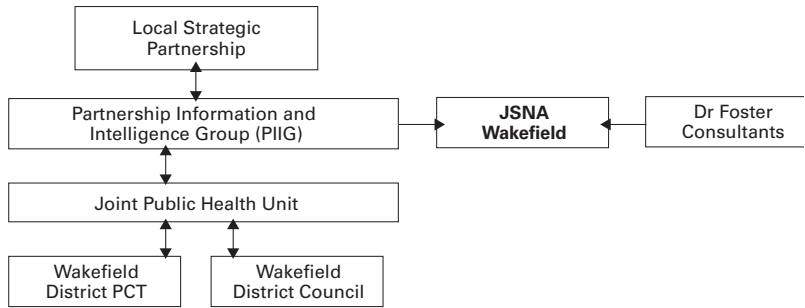 Local Strategic
Partnership
Partnership Information and
Intelligence Group (PIIG)
JSNA
Wakefield
Dr Foster
Consultants
Joint Public Health Unit
Wakefield
District PCT
Wakefield
District Council